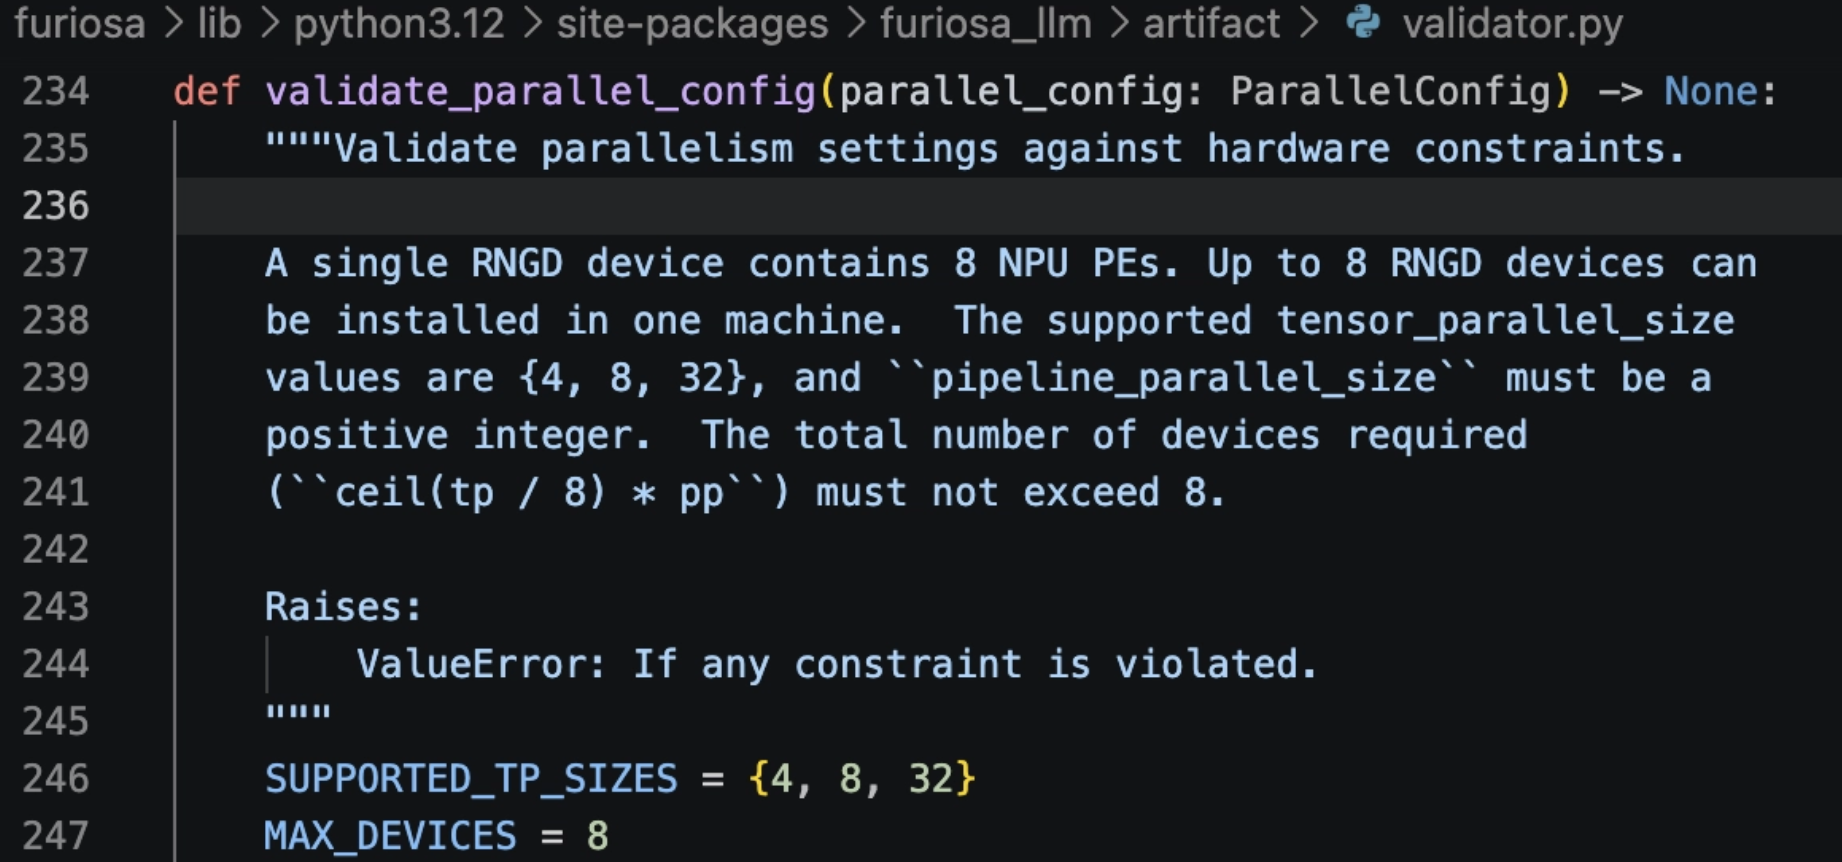 furiosa > lib > python3.12 > site-packages > furiosa_llm > artifact > validator.py
234 def validate_parallel_config(parallel_config: ParallelConfig) -> None:
235 """Validate parallelism settings against hardware constraints.
236
237 A single RNGD device contains 8 NPU PEs. Up to 8 RNGD devices can
238 be installed in one machine.  The supported tensor_parallel_size
239 values are {4, 8, 32}, and ``pipeline_parallel_size`` must be a
240 positive integer.  The total number of devices required
241 (``ceil(tp / 8) * pp``) must not exceed 8.
242
243 Raises:
244     ValueError: If any constraint is violated.
245 """
246 SUPPORTED_TP_SIZES = {4, 8, 32}
247 MAX_DEVICES = 8